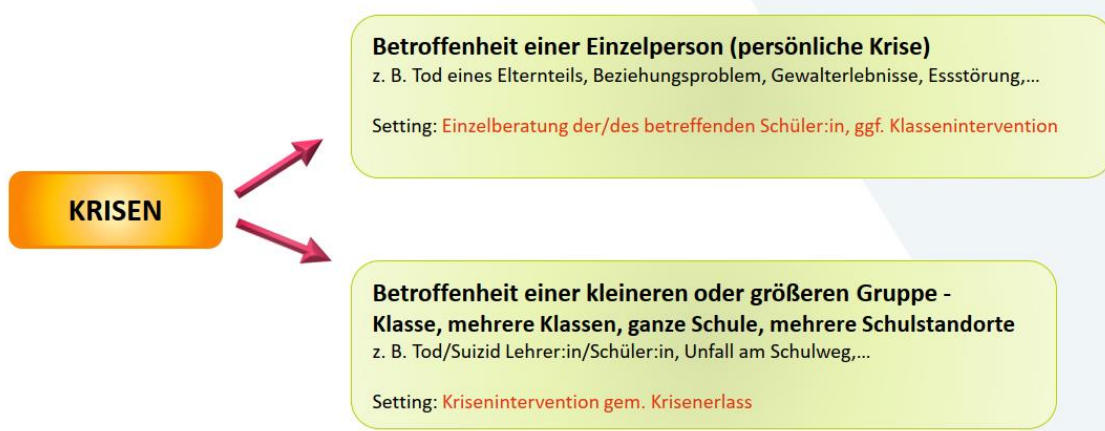 Betroffenheit einer Einzelperson (persönliche Krise)
z. B. Tod eines Elternteils, Beziehungsproblem, Gewalterlebnisse, Essstörung,...
Setting: Einzelberatung der/des betreffenden Schüler:in, ggf. Klassenintervention
KRISEN
Betroffenheit einer kleineren oder größeren Gruppe -
Klasse, mehrere Klassen, ganze Schule, mehrere Schulstandorte
z. B. Tod/Suizid Lehrer:in/Schüler:in, Unfall am Schulweg,...
Setting: Krisenintervention gem. Krisenerlass